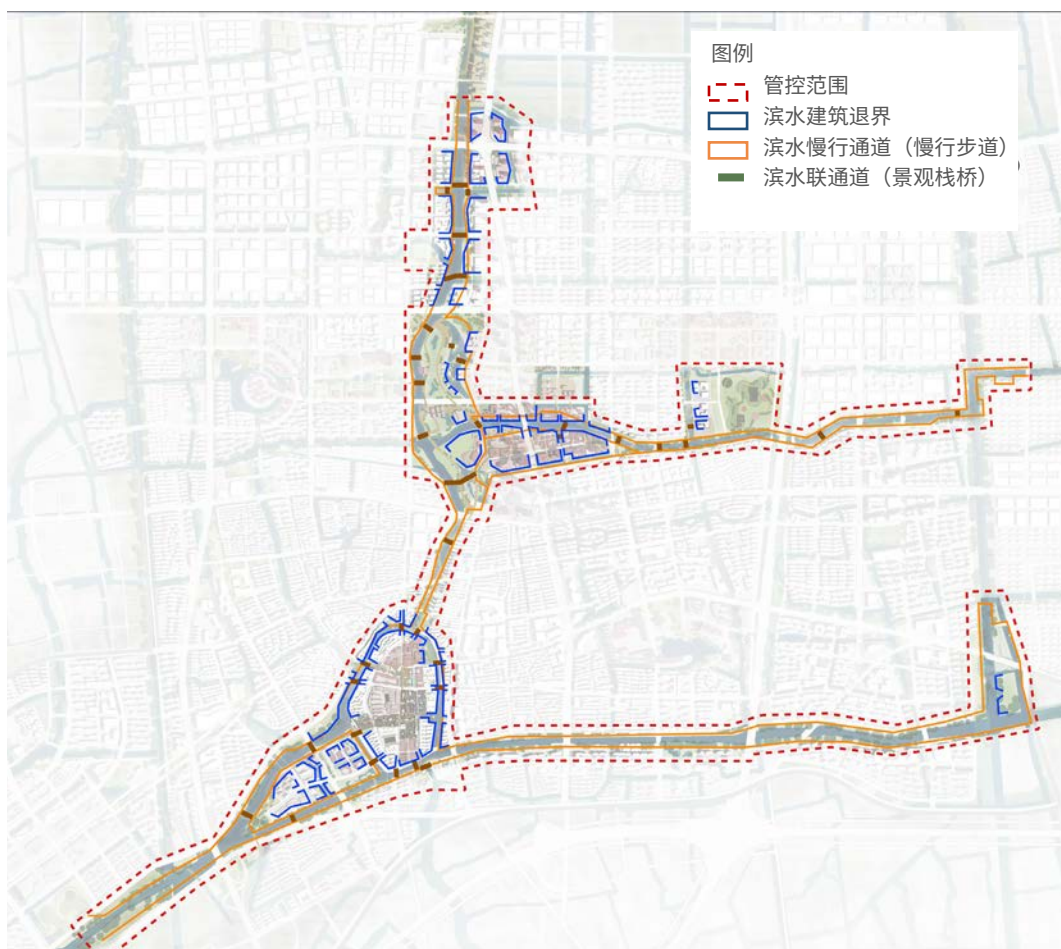 图例
管控范围
滨水建筑退界
滨水慢行通道（慢行步道）
滨水联通道（景观栈桥）